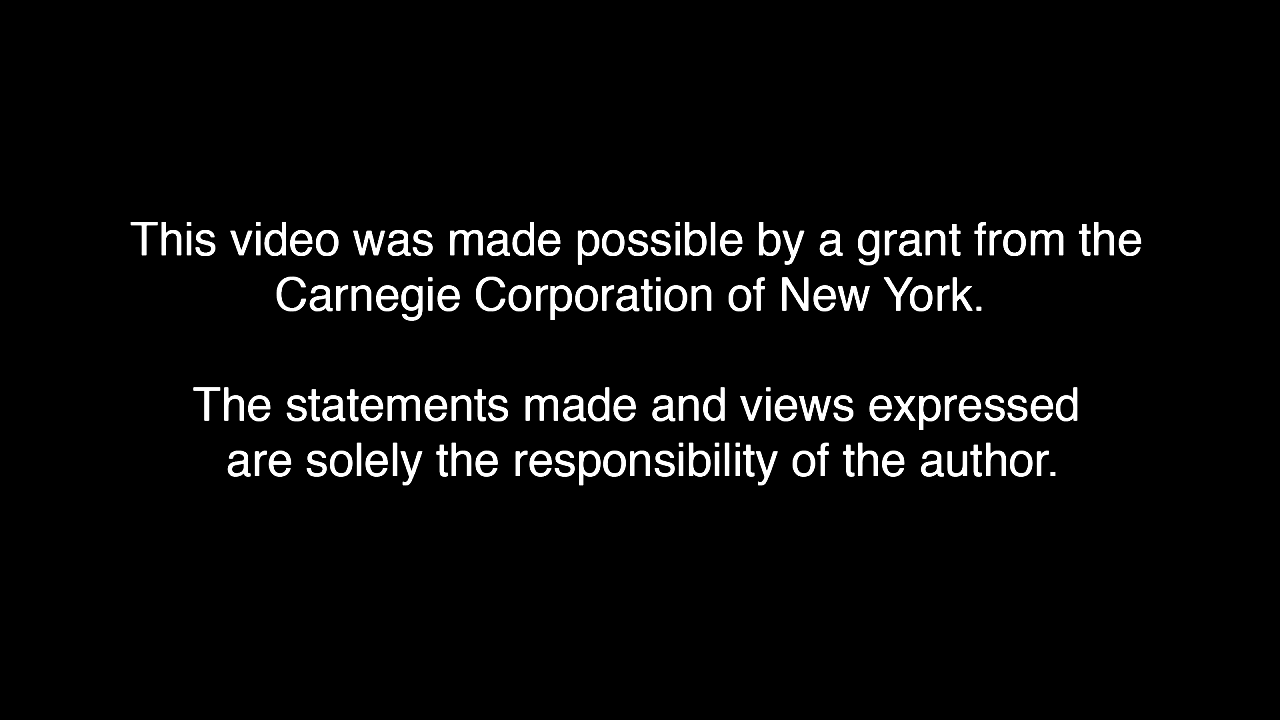 This video was made possible by a grant from the
Carnegie Corporation of New York.
The statements made and views expressed
are solely the responsibility of the author.